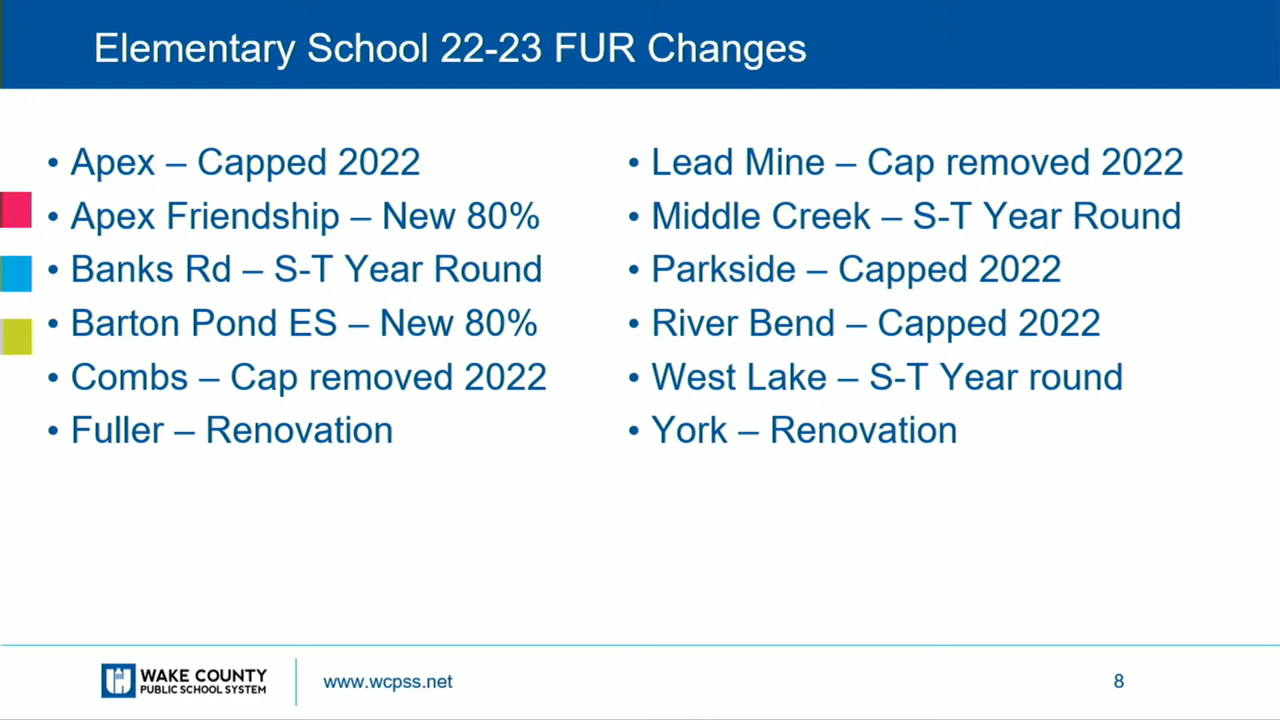 Elementary School 22-23 FUR Changes
• Apex – Capped 2022
• Apex Friendship – New 80%
• Banks Rd – S-T Year Round
• Barton Pond ES – New 80%
• Combs – Cap removed 2022
• Fuller – Renovation
• Lead Mine – Cap removed 2022
• Middle Creek – S-T Year Round
• Parkside – Capped 2022
• River Bend – Capped 2022
• West Lake – S-T Year round
• York – Renovation
WAKE COUNTY
PUBLIC SCHOOL SYSTEM
www.wcpss.net
8